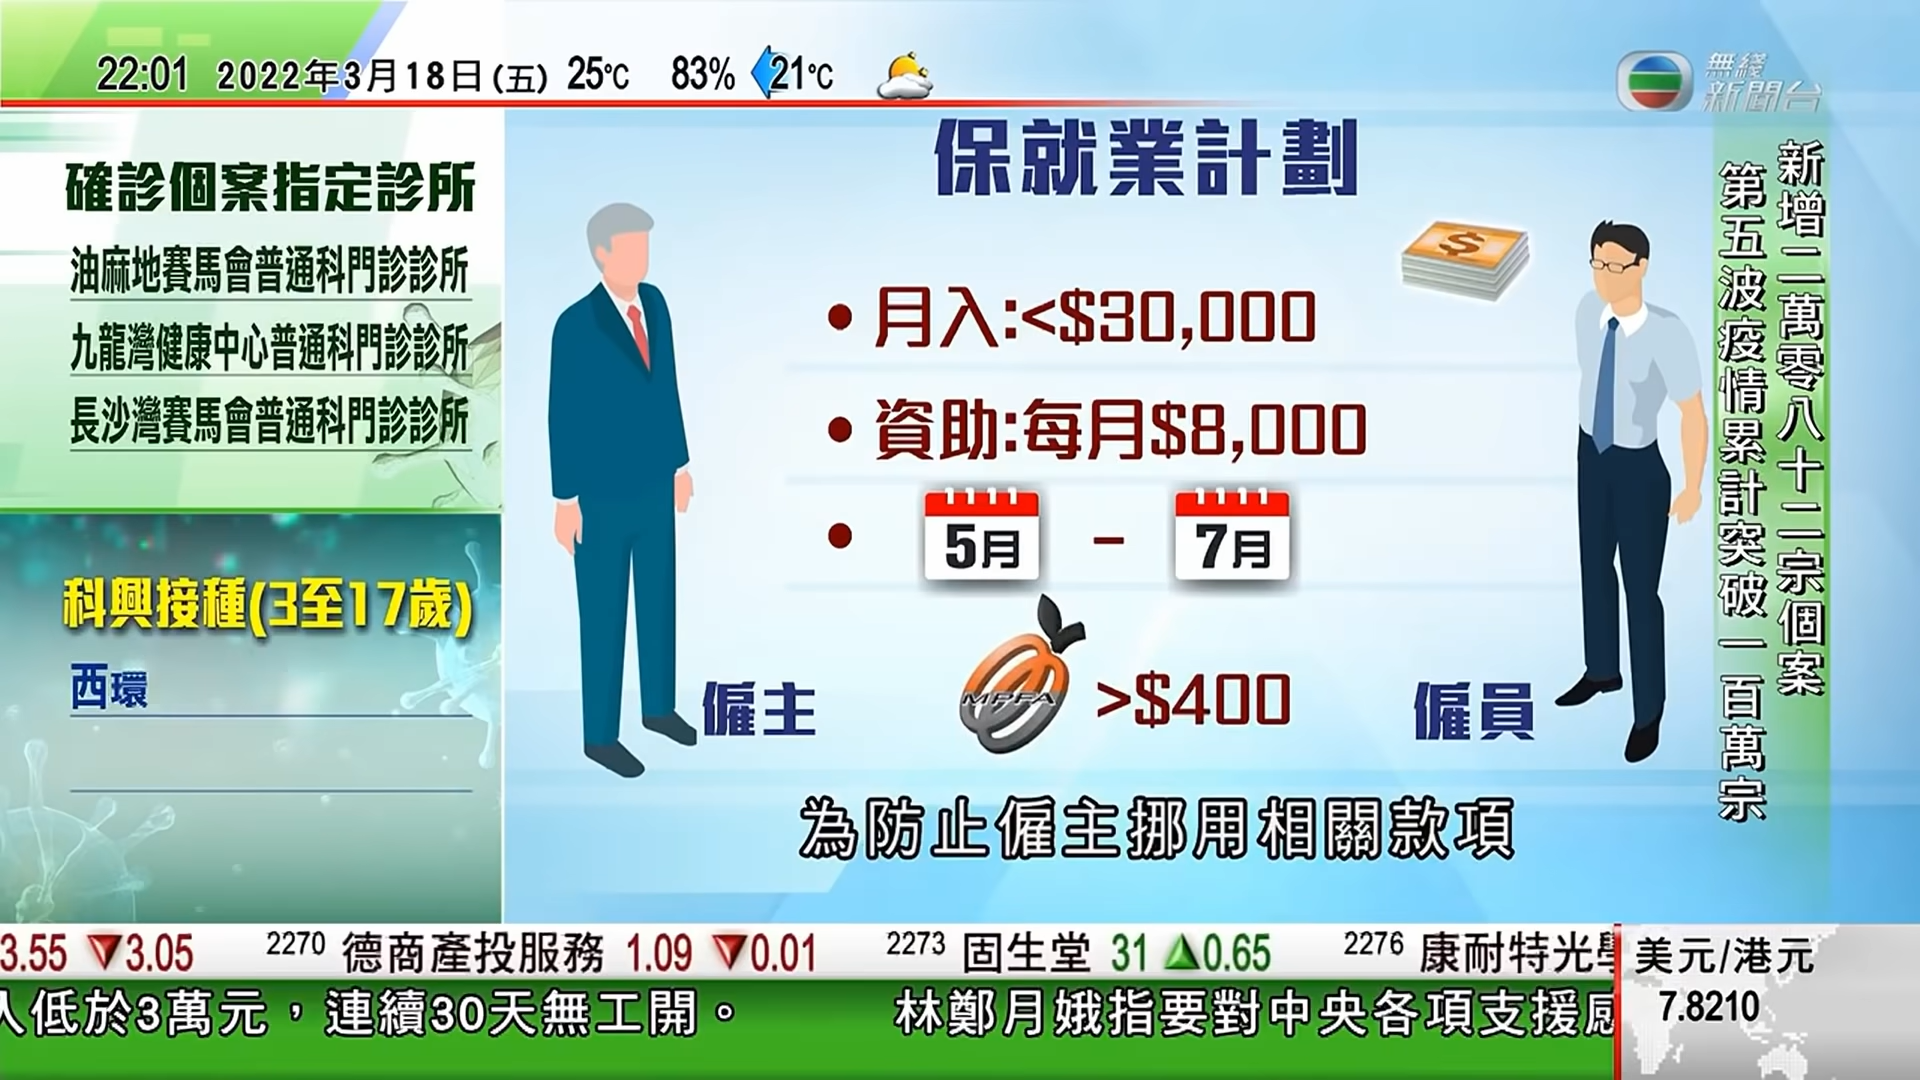 22:01 2022年3月18日(五) 25℃ 83% 21℃
無綫
新聞台
確診個案指定診所
油麻地賽馬會普通科門診診所
九龍灣健康中心普通科門診診所
長沙灣賽馬會普通科門診診所
科興接種(3至17歲)
西環
保就業計劃
• 月入:<$30,000
• 資助:每月$8,000
• 5月 - 7月
MPFA >$400
僱主
僱員
為防止僱主挪用相關款項
新增二萬零八十二宗個案
第五波疫情累計突破一百萬宗
3.55 ▼3.05 2270 德商產投服務 1.09 ▼0.01 2273 固生堂 31 ▲0.65 2276 康耐特光學
人低於3萬元，連續30天無工開。 林鄭月娥指要對中央各項支援感
美元/港元
7.8210